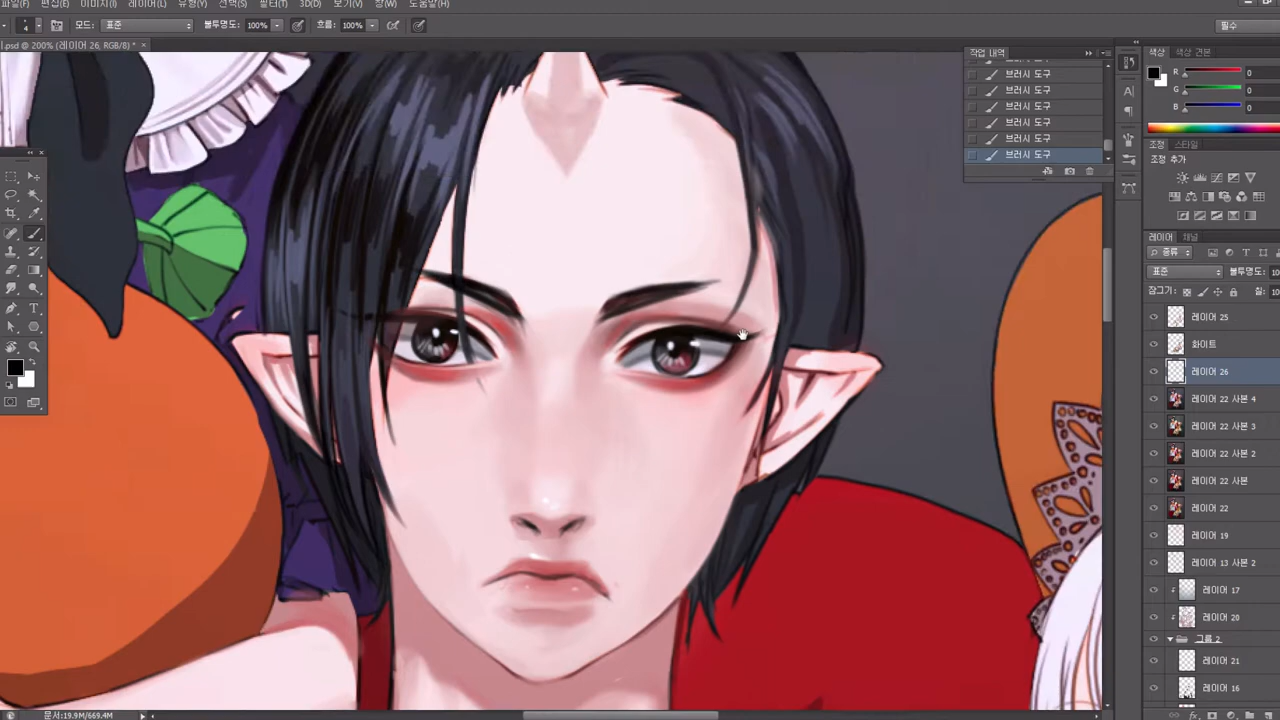 파일(F) 편집(E) 이미지(I) 레이어(L) 유형(Y) 선택(S) 필터(T) 3D(D) 보기(V) 창(W) 도움말(H)
4 모드: 표준 불투명도: 100% 흐름: 100% 필수
.psd @ 200% (레이어 26, RGB/8) *
작업 내역
브러시 도구
브러시 도구
브러시 도구
브러시 도구
브러시 도구
브러시 도구
색상 색상 견본
R 0
G 0
B 0
조정 스타일
조정 추가
레이어 채널
종류
표준 불투명도: 10
잠그기: 칠: 10
레이어 25
화이트
레이어 26
레이어 22 사본 4
레이어 22 사본 3
레이어 22 사본 2
레이어 22 사본
레이어 22
레이어 19
레이어 13 사본 2
레이어 17
레이어 20
그룹 2
레이어 21
레이어 16
문서:19.9M/669.4M